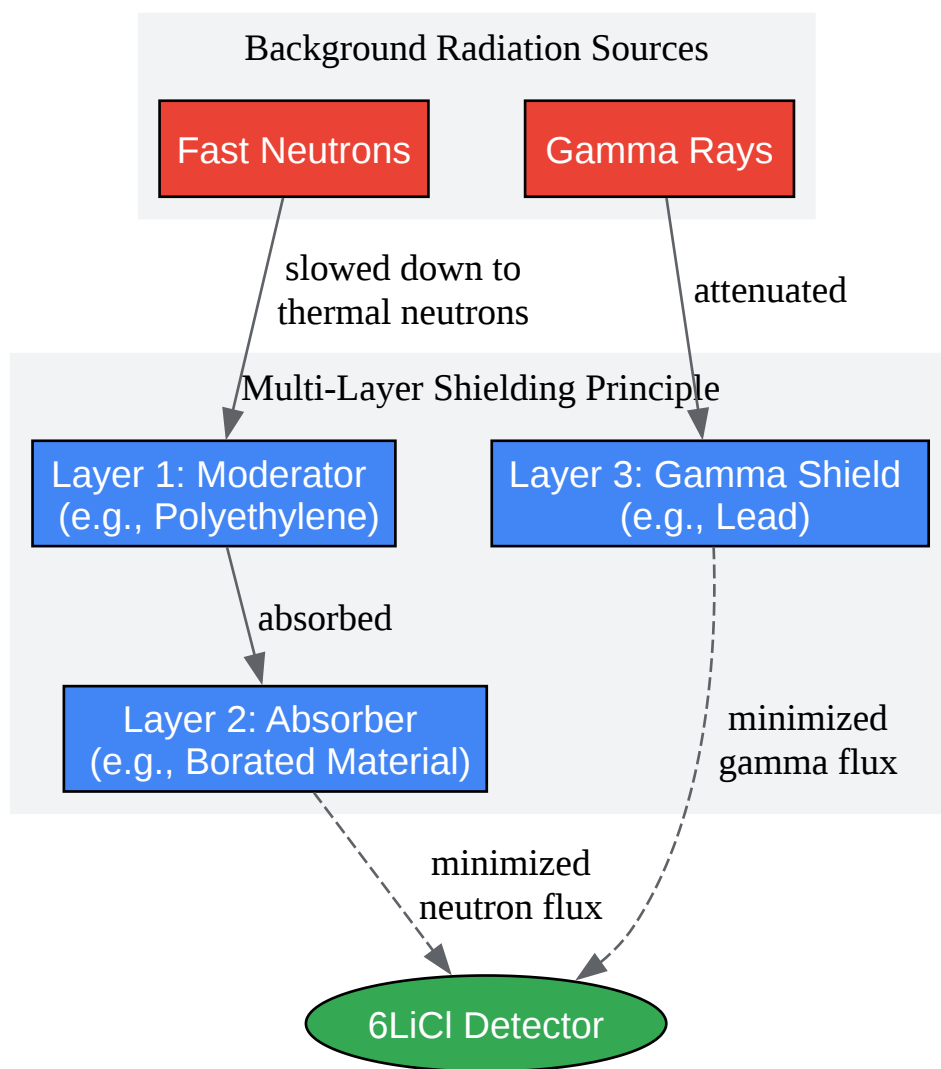 Background Radiation Sources
Fast Neutrons
Gamma Rays
slowed down to
thermal neutrons
attenuated
Multi-Layer Shielding Principle
Layer 1: Moderator
(e.g., Polyethylene)
Layer 3: Gamma Shield
(e.g., Lead)
absorbed
Layer 2: Absorber
(e.g., Borated Material)
minimized
gamma flux
minimized
neutron flux
6LiCl Detector